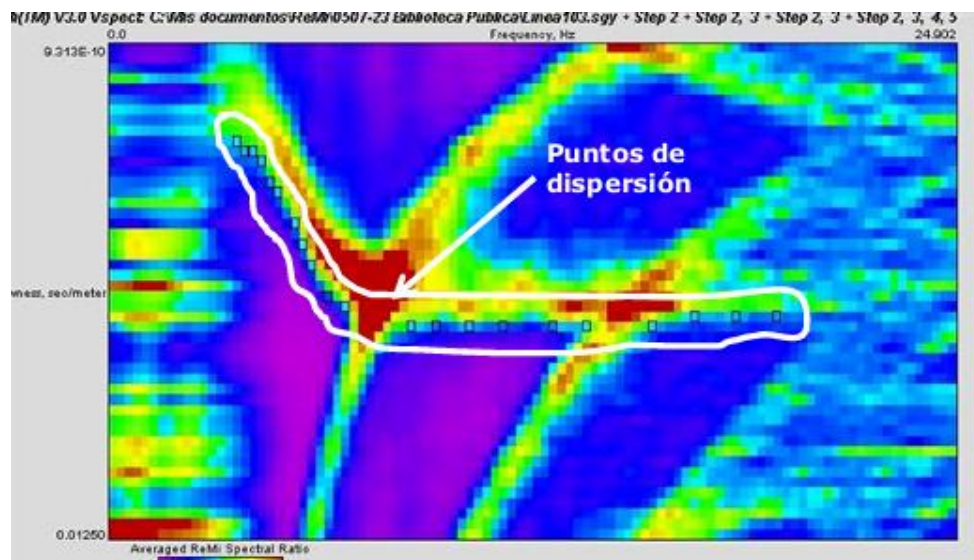 V3.0 Vspect: C:\Mis documentos\ReMi\0507-23 Biblioteca Publica\Linea103.sgy + Step 2 + Step 2, 3 + Step 2, 3 + Step 2, 3, 4, 5
0.0 Frequency, Hz 24.902
9.313E-10
Puntos de
dispersión
wness, sec/meter
0.01250
Averaged ReMi Spectral Ratio